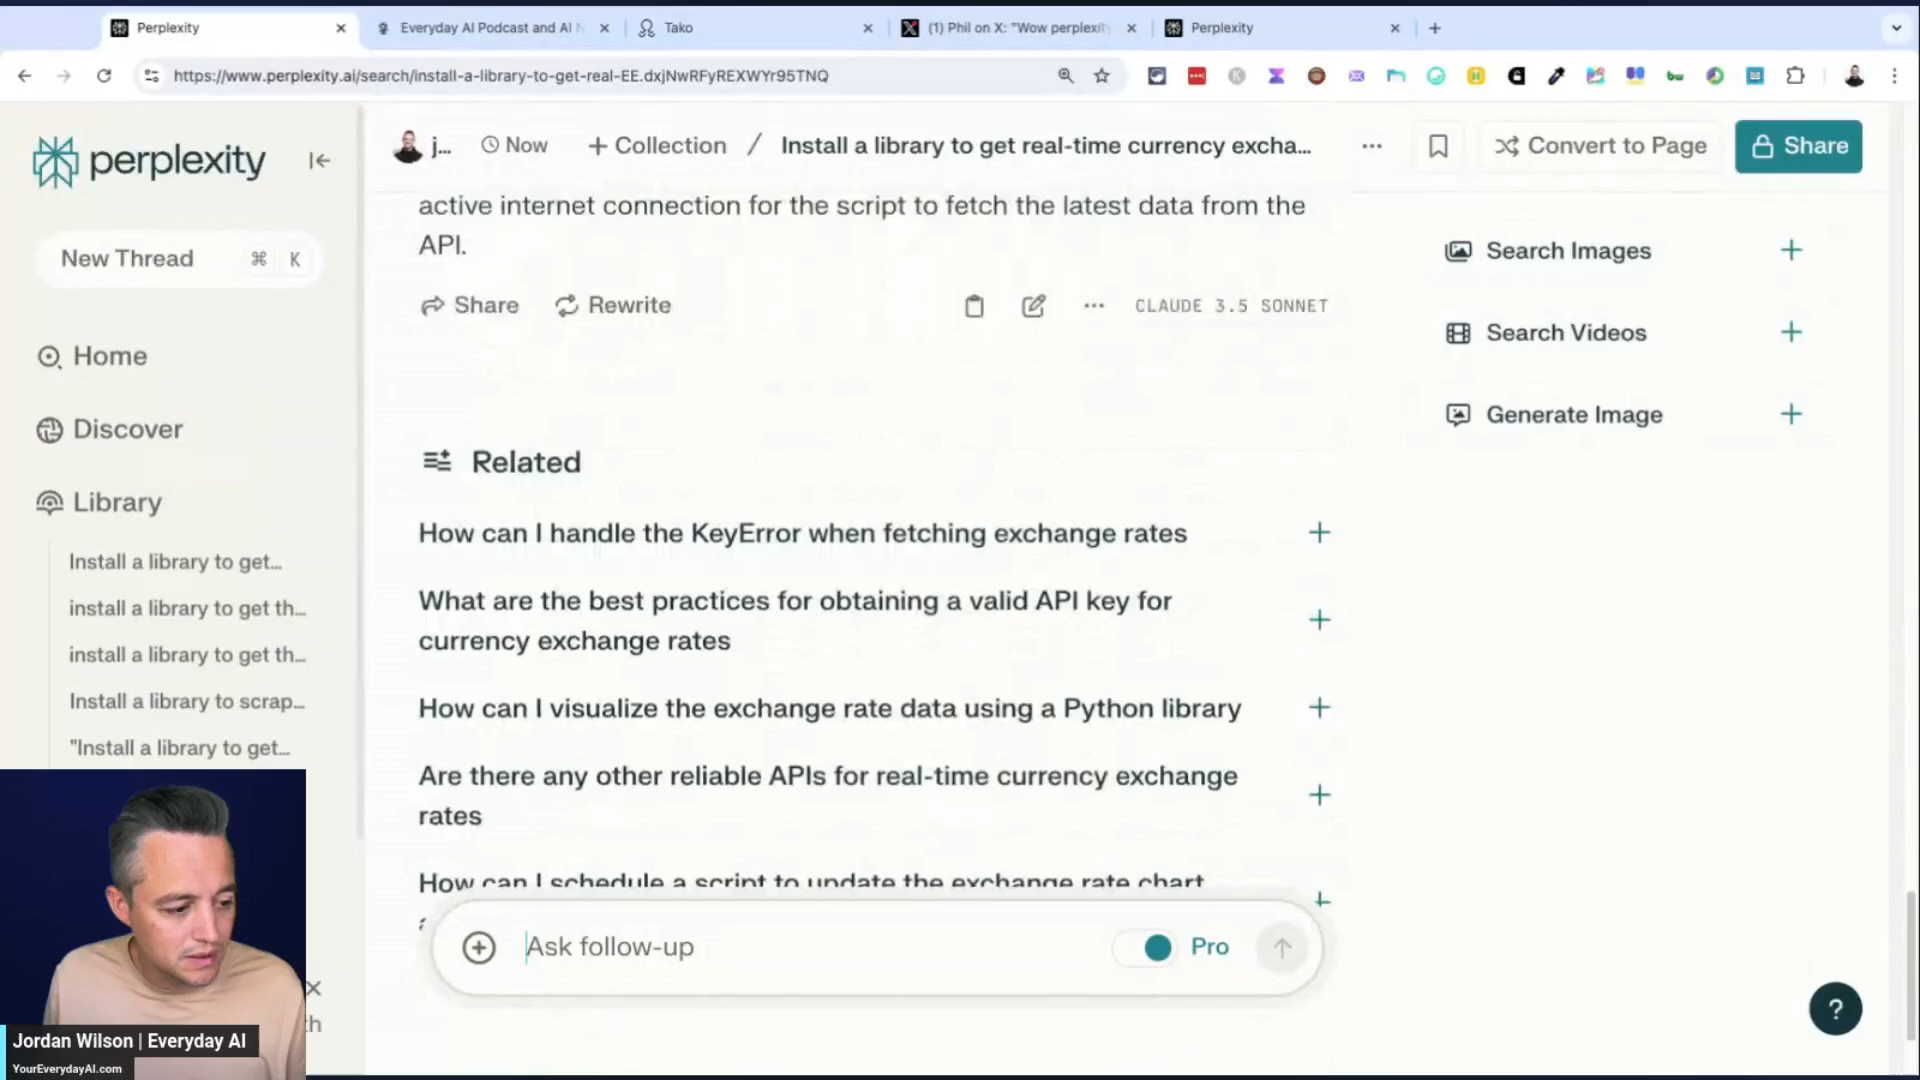 Perplexity
Everyday AI Podcast and AI N
Tako
(1) Phil on X: "Wow perplexity
Perplexity
https://www.perplexity.ai/search/install-a-library-to-get-real-EE.dxjNwRFyREXWYr95TNQ
perplexity
j...
Now
+ Collection
/
Install a library to get real-time currency excha...
Convert to Page
Share
New Thread
⌘ K
Home
Discover
Library
Install a library to get...
install a library to get th...
install a library to get th...
Install a library to scrap...
"Install a library to get...
active internet connection for the script to fetch the latest data from the
API.
Share
Rewrite
CLAUDE 3.5 SONNET
Related
How can I handle the KeyError when fetching exchange rates
What are the best practices for obtaining a valid API key for
currency exchange rates
How can I visualize the exchange rate data using a Python library
Are there any other reliable APIs for real-time currency exchange
rates
How can I schedule a script to update the exchange rate chart
Ask follow-up
Pro
Search Images
Search Videos
Generate Image
?
Jordan Wilson | Everyday AI
YourEverydayAI.com